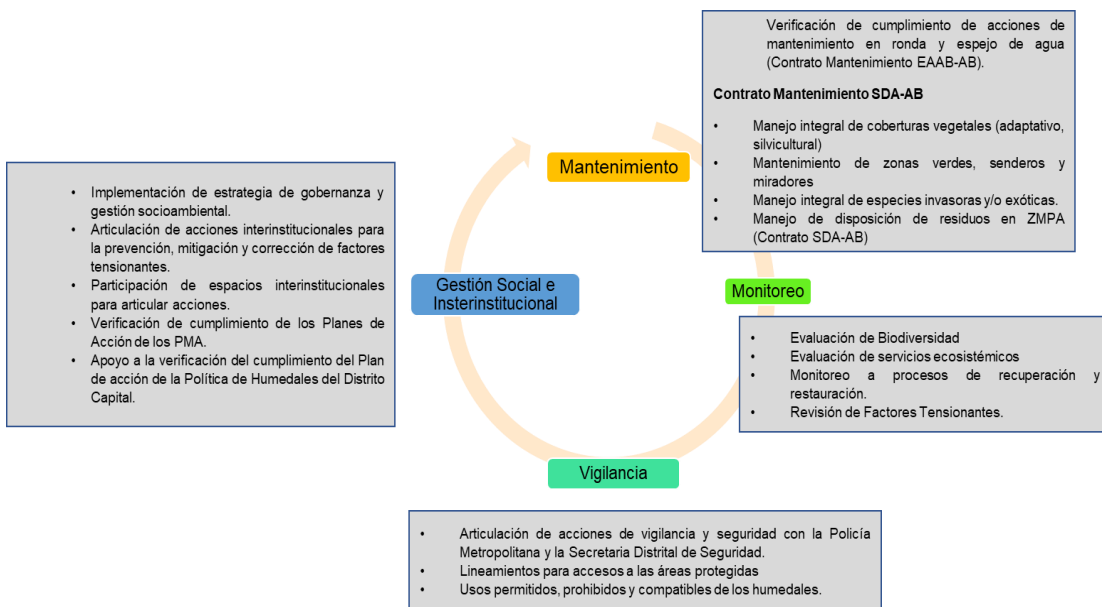 Verificación de cumplimiento de acciones de
mantenimiento en ronda y espejo de agua
(Contrato Mantenimiento EAAB-AB).
Contrato Mantenimiento SDA-AB
• Manejo integral de coberturas vegetales (adaptativo,
silvicultural)
• Mantenimiento de zonas verdes, senderos y
miradores
• Manejo integral de especies invasoras y/o exóticas.
• Manejo de disposición de residuos en ZMPA
(Contrato SDA-AB)
Mantenimiento
Monitoreo
• Evaluación de Biodiversidad
• Evaluación de servicios ecosistémicos
• Monitoreo a procesos de recuperación y
restauración.
• Revisión de Factores Tensionantes.
Vigilancia
• Articulación de acciones de vigilancia y seguridad con la Policía
Metropolitana y la Secretaria Distrital de Seguridad.
• Lineamientos para accesos a las áreas protegidas
• Usos permitidos, prohibidos y compatibles de los humedales.
Gestión Social e
Insterinstitucional
• Implementación de estrategia de gobernanza y
gestión socioambiental.
• Articulación de acciones interinstitucionales para
la prevención, mitigación y corrección de factores
tensionantes.
• Participación de espacios interinstitucionales
para articular acciones.
• Verificación de cumplimiento de los Planes de
Acción de los PMA.
• Apoyo a la verificación del cumplimiento del Plan
de acción de la Política de Humedales del Distrito
Capital.